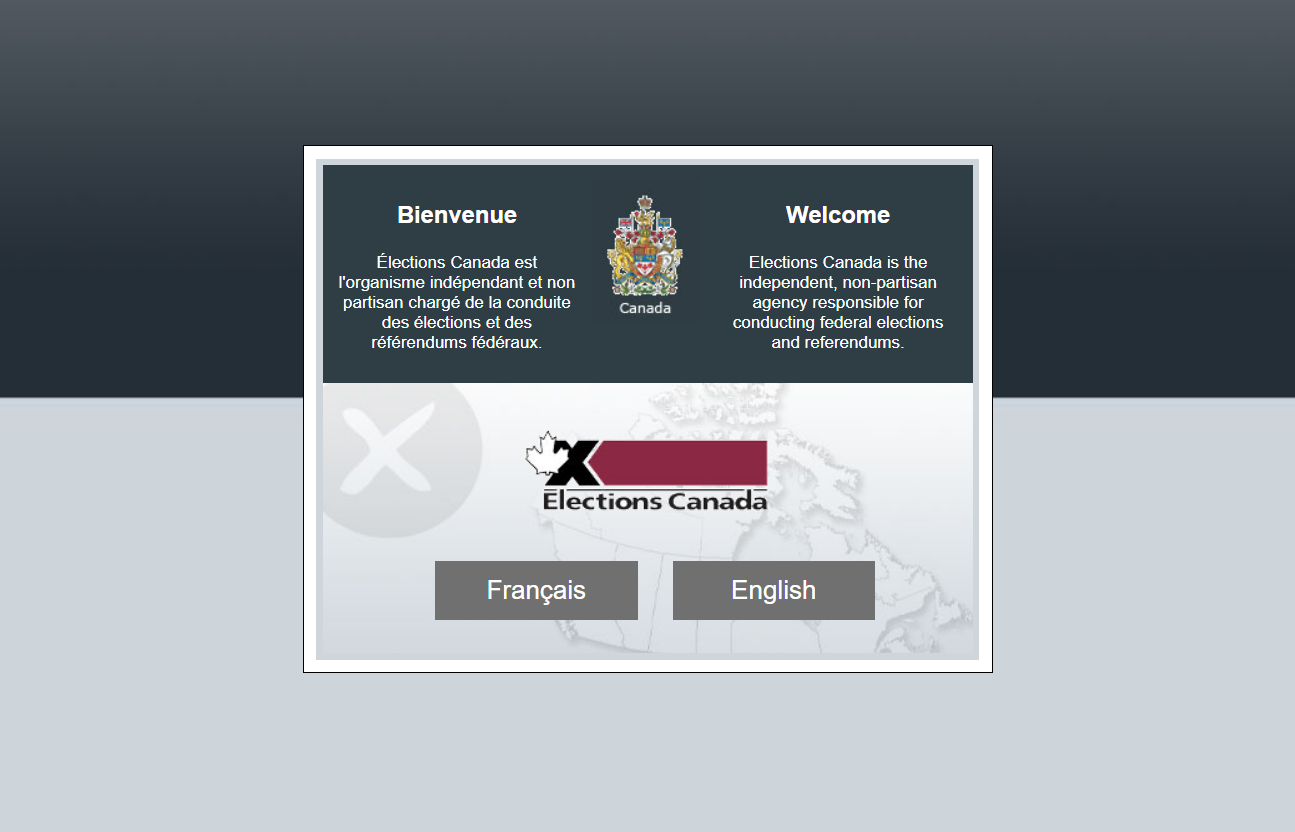 Bienvenue
Élections Canada est
l'organisme indépendant et non
partisan chargé de la conduite
des élections et des
référendums fédéraux.
Canada
Welcome
Elections Canada is the
independent, non-partisan
agency responsible for
conducting federal elections
and referendums.
Elections Canada
Français
English